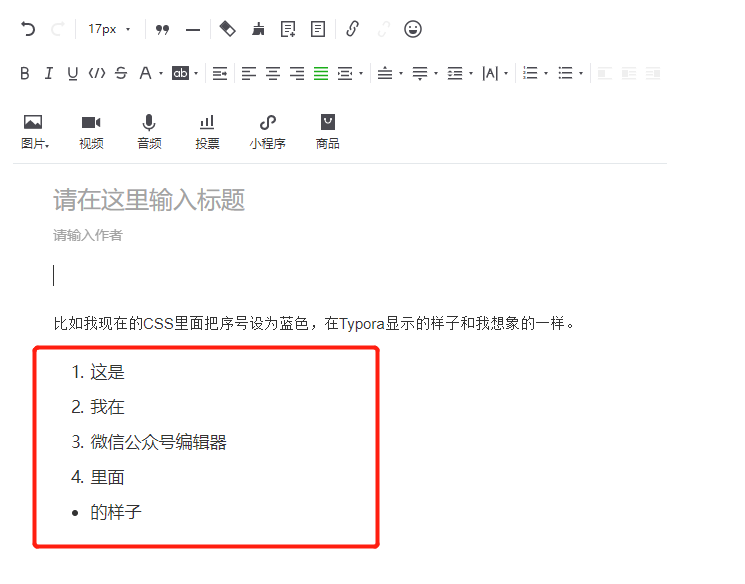 17px
B I U </> S A ab
|A|
图片 视频 音频 投票 小程序 商品
请在这里输入标题
请输入作者
比如我现在的CSS里面把序号设为蓝色，在Typora显示的样子和我想象的一样。
1. 这是
2. 我在
3. 微信公众号编辑器
4. 里面
• 的样子